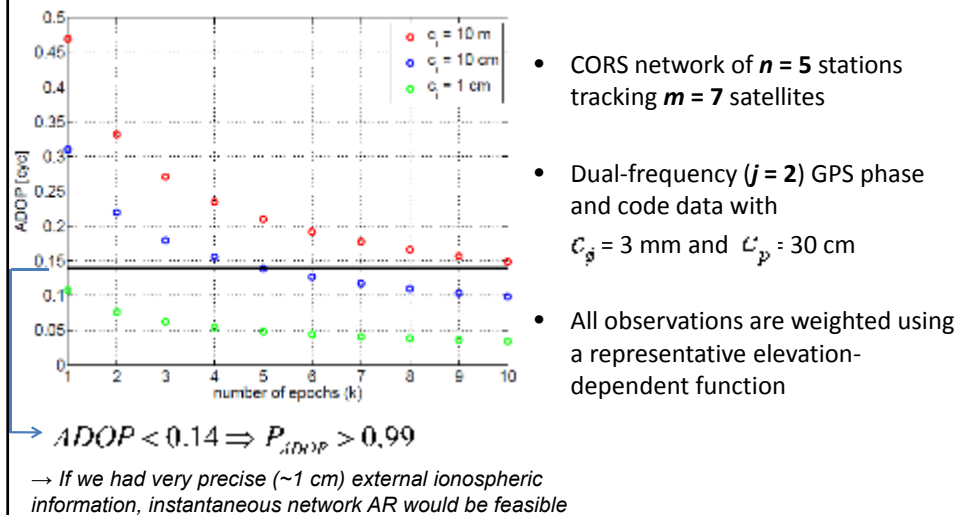 0.5
0.45
0.4
0.35
0.3
0.25
0.2
0.15
0.1
0.05
0
ADOP [cyc]
1 2 3 4 5 6 7 8 9 10
number of epochs (k)
c_i = 10 m
c_i = 10 cm
c_i = 1 cm
• CORS network of n = 5 stations
tracking m = 7 satellites
• Dual-frequency (j = 2) GPS phase
and code data with
c_φ = 3 mm and c_p = 30 cm
• All observations are weighted using
a representative elevation-
dependent function
ADOP < 0.14 ⇒ P_ADOP > 0,99
→ If we had very precise (~1 cm) external ionospheric
information, instantaneous network AR would be feasible